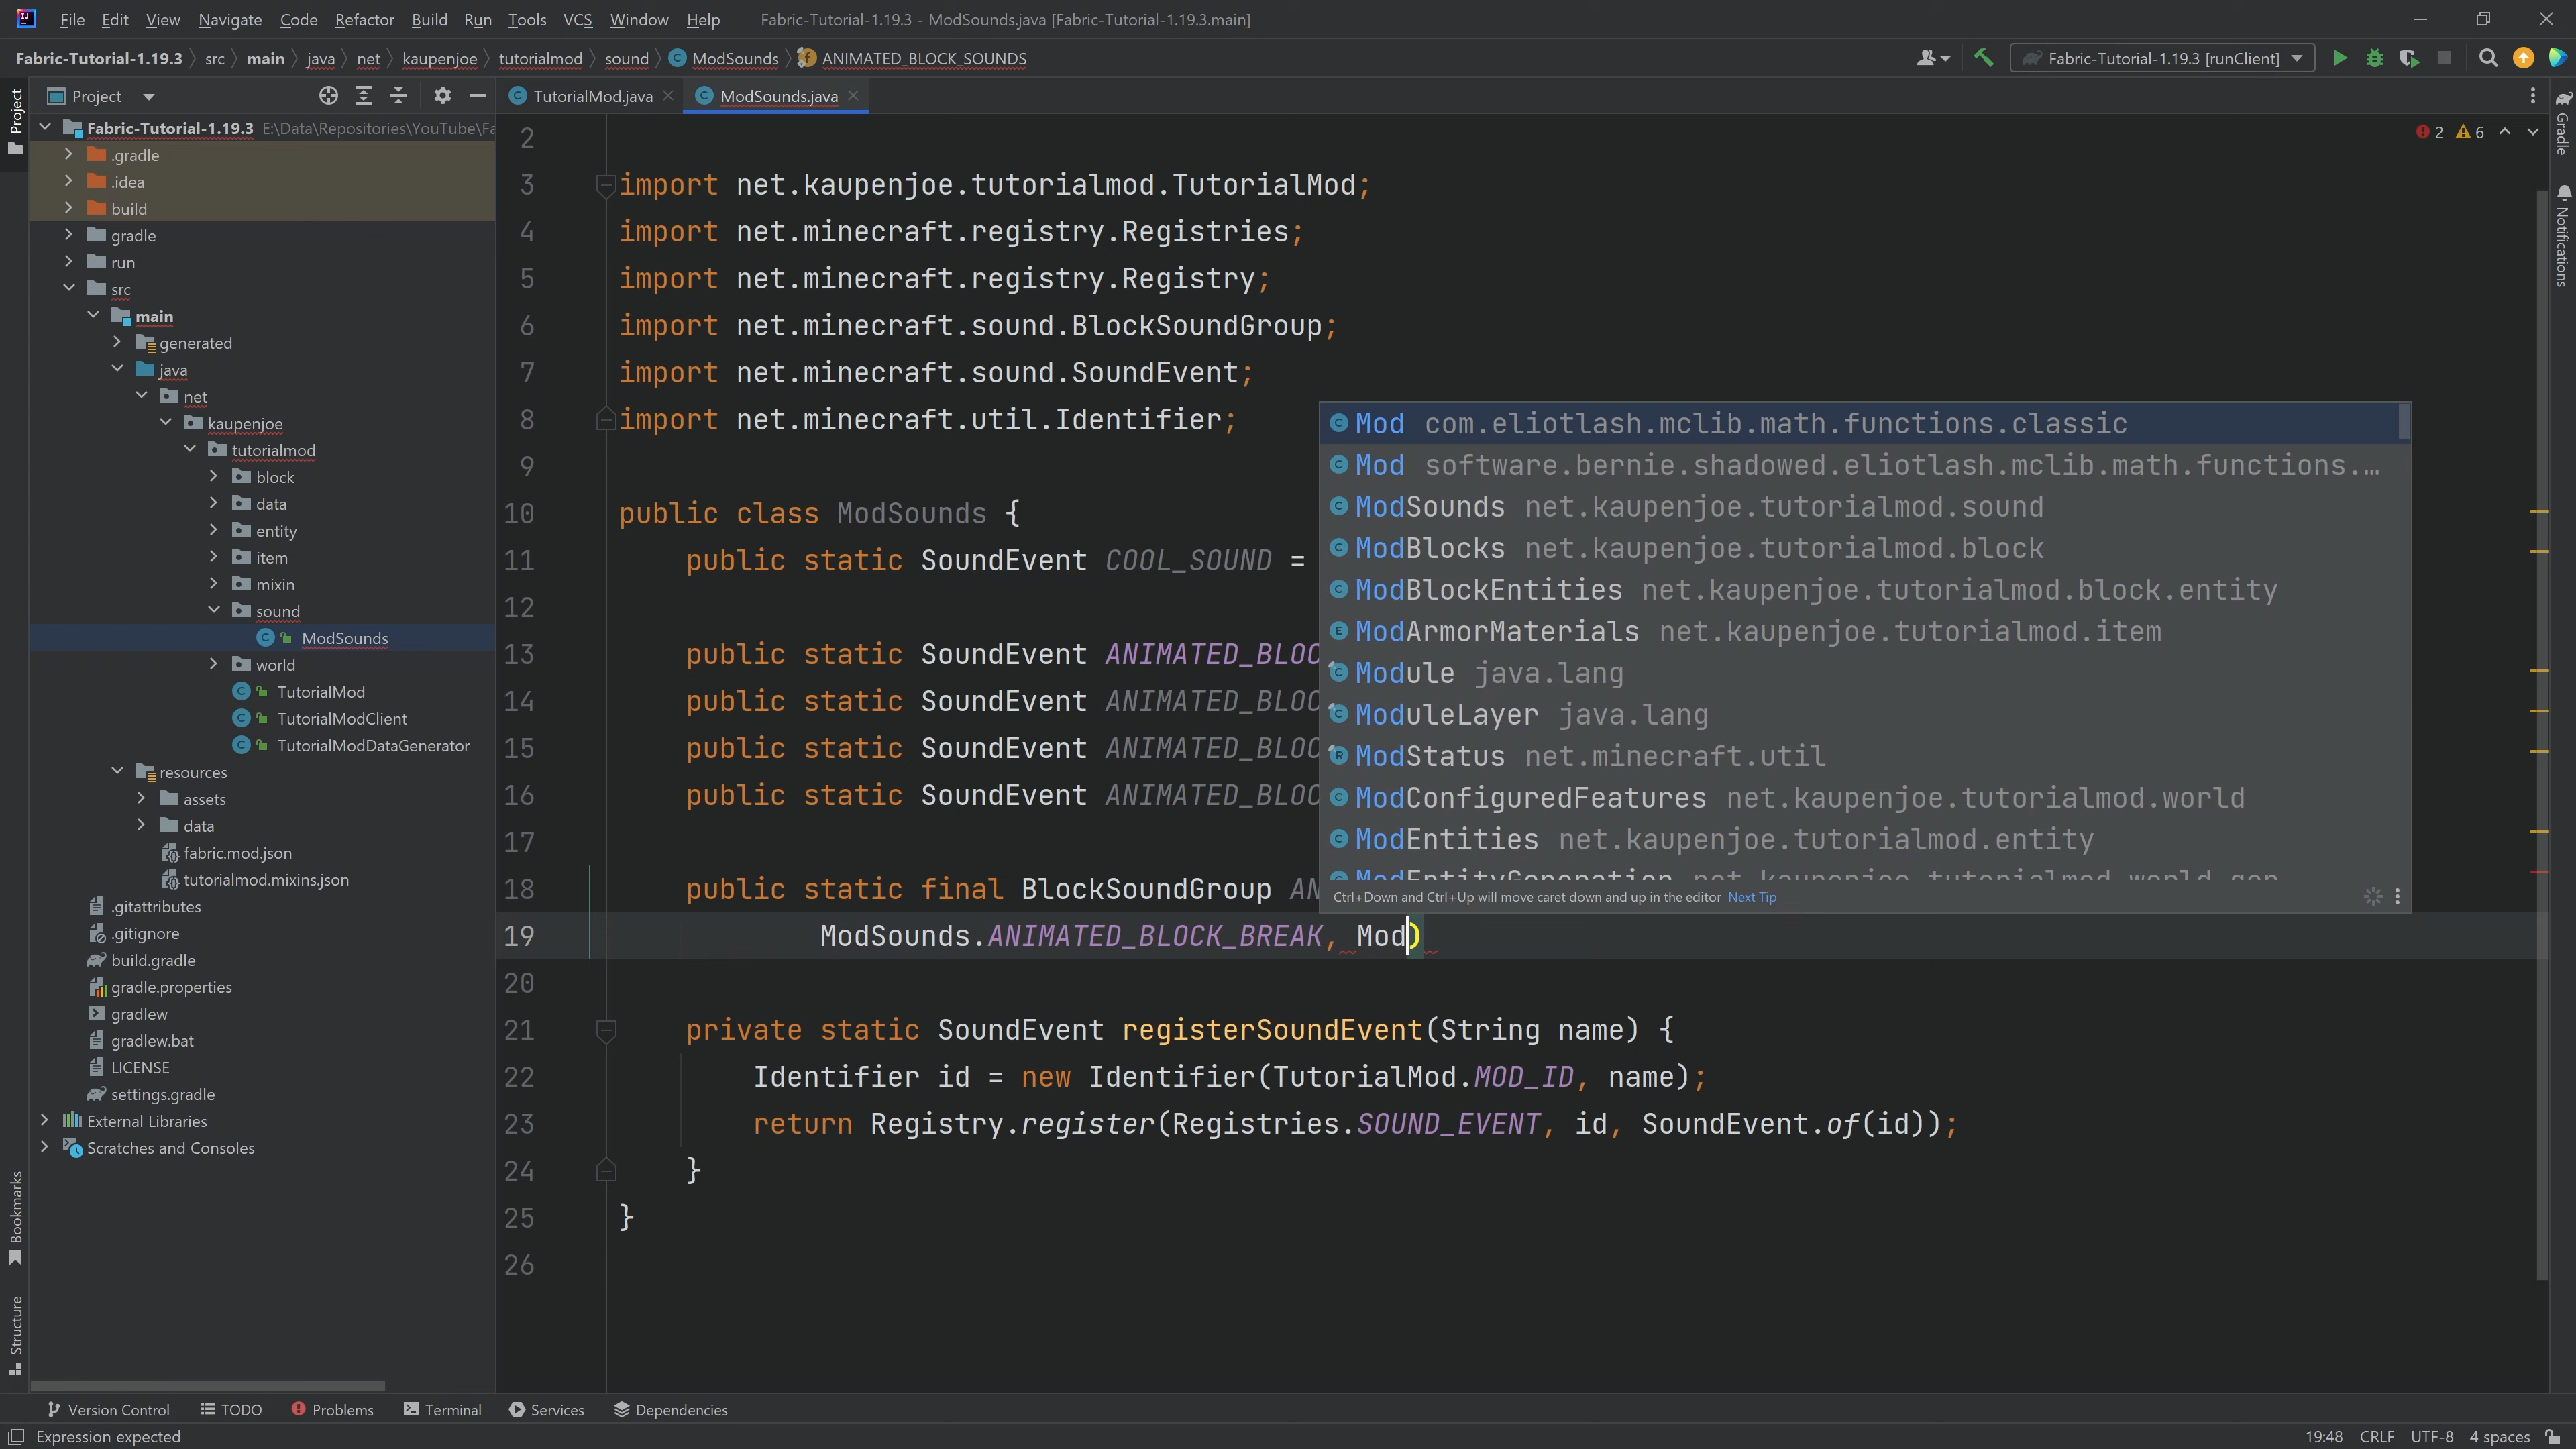 File Edit View Navigate Code Refactor Build Run Tools VCS Window Help Fabric-Tutorial-1.19.3 - ModSounds.java [Fabric-Tutorial-1.19.3.main]
Fabric-Tutorial-1.19.3 src main java net kaupenjoe tutorialmod sound ModSounds ANIMATED_BLOCK_SOUNDS Fabric-Tutorial-1.19.3 [runClient]
Project
TutorialMod.java ModSounds.java
Project
Fabric-Tutorial-1.19.3 E:\Data\Repositories\YouTube\Fa
.gradle
.idea
build
gradle
run
src
main
generated
java
net
kaupenjoe
tutorialmod
block
data
entity
item
mixin
sound
ModSounds
world
TutorialMod
TutorialModClient
TutorialModDataGenerator
resources
assets
data
fabric.mod.json
tutorialmod.mixins.json
.gitattributes
.gitignore
build.gradle
gradle.properties
gradlew
gradlew.bat
LICENSE
settings.gradle
External Libraries
Scratches and Consoles
Bookmarks
Structure
2
3 import net.kaupenjoe.tutorialmod.TutorialMod;
4 import net.minecraft.registry.Registries;
5 import net.minecraft.registry.Registry;
6 import net.minecraft.sound.BlockSoundGroup;
7 import net.minecraft.sound.SoundEvent;
8 import net.minecraft.util.Identifier;
9
10 public class ModSounds {
11 public static SoundEvent COOL_SOUND =
12
13 public static SoundEvent ANIMATED_BLOC
14 public static SoundEvent ANIMATED_BLOC
15 public static SoundEvent ANIMATED_BLOC
16 public static SoundEvent ANIMATED_BLOC
17
18 public static final BlockSoundGroup AN
19 ModSounds.ANIMATED_BLOCK_BREAK, Mod)
20
21 private static SoundEvent registerSoundEvent(String name) {
22 Identifier id = new Identifier(TutorialMod.MOD_ID, name);
23 return Registry.register(Registries.SOUND_EVENT, id, SoundEvent.of(id));
24 }
25 }
26
Mod com.eliotlash.mclib.math.functions.classic
Mod software.bernie.shadowed.eliotlash.mclib.math.functions.…
ModSounds net.kaupenjoe.tutorialmod.sound
ModBlocks net.kaupenjoe.tutorialmod.block
ModBlockEntities net.kaupenjoe.tutorialmod.block.entity
ModArmorMaterials net.kaupenjoe.tutorialmod.item
Module java.lang
ModuleLayer java.lang
ModStatus net.minecraft.util
ModConfiguredFeatures net.kaupenjoe.tutorialmod.world
ModEntities net.kaupenjoe.tutorialmod.entity
ModEntityGeneration net.kaupenjoe.tutorialmod.world.gen
Ctrl+Down and Ctrl+Up will move caret down and up in the editor Next Tip
2 6
Gradle
Notifications
Version Control TODO Problems Terminal Services Dependencies
Expression expected 19:48 CRLF UTF-8 4 spaces